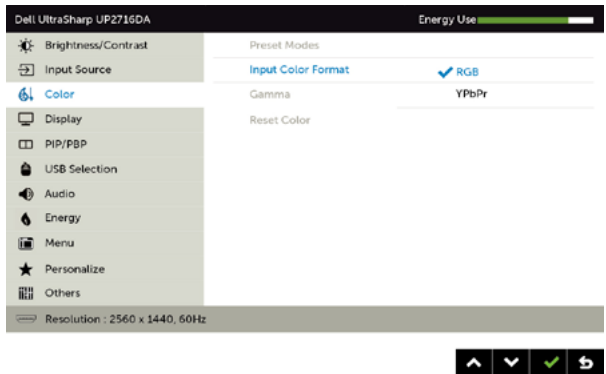 Dell UltraSharp UP2716DA Energy Use
Brightness/Contrast Preset Modes
Input Source Input Color Format RGB
Color Gamma YPbPr
Display Reset Color
PIP/PBP
USB Selection
Audio
Energy
Menu
Personalize
Others
Resolution : 2560 x 1440, 60Hz